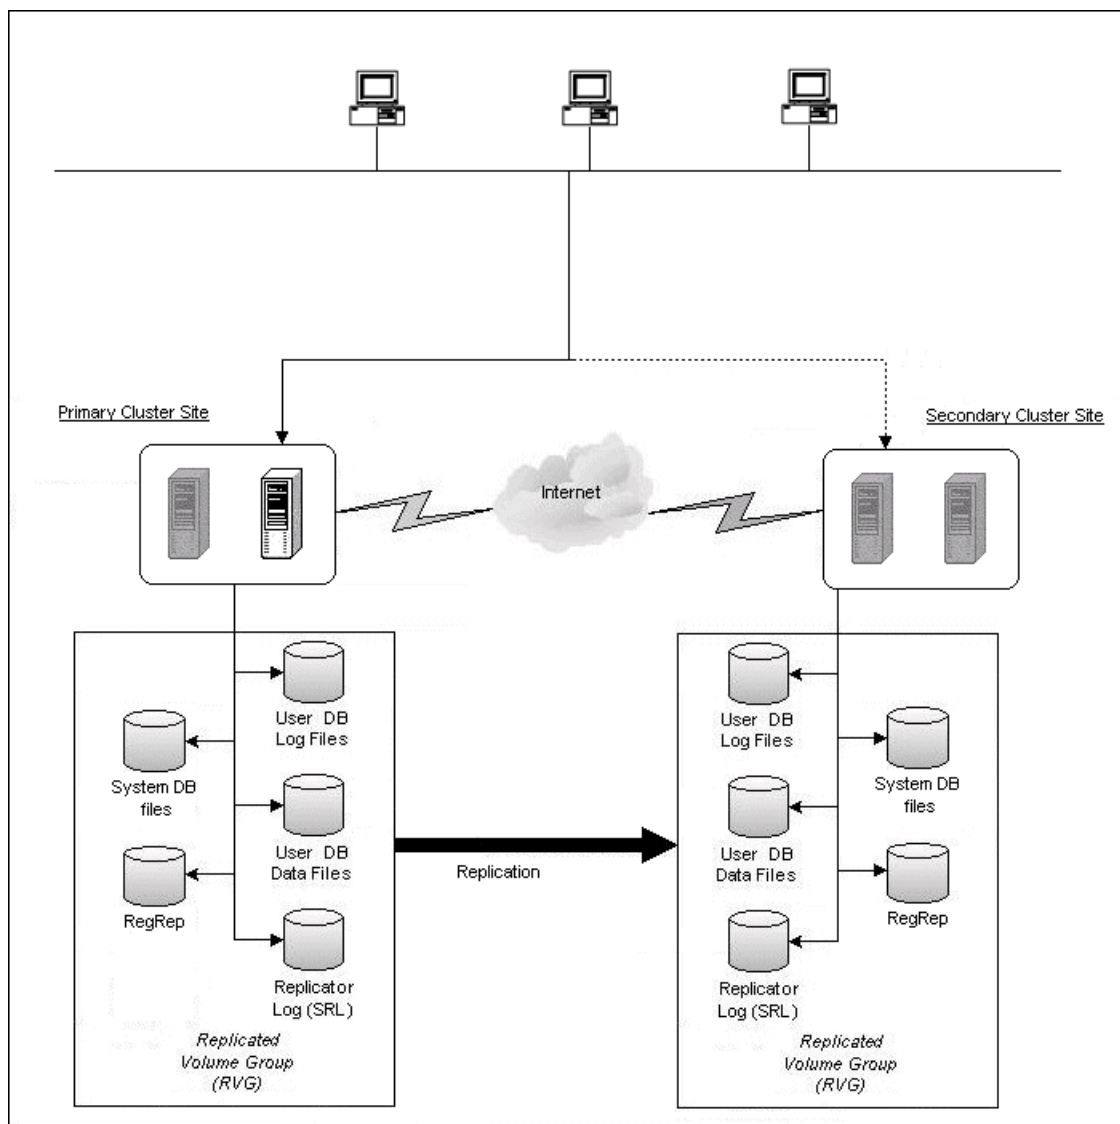 Primary Cluster Site
Secondary Cluster Site
Internet
User DB
Log Files
System DB
files
User DB
Data Files
RegRep
Replicator
Log (SRL)
Replicated
Volume Group
(RVG)
Replication
User DB
Log Files
System DB
files
User DB
Data Files
RegRep
Replicator
Log (SRL)
Replicated
Volume Group
(RVG)